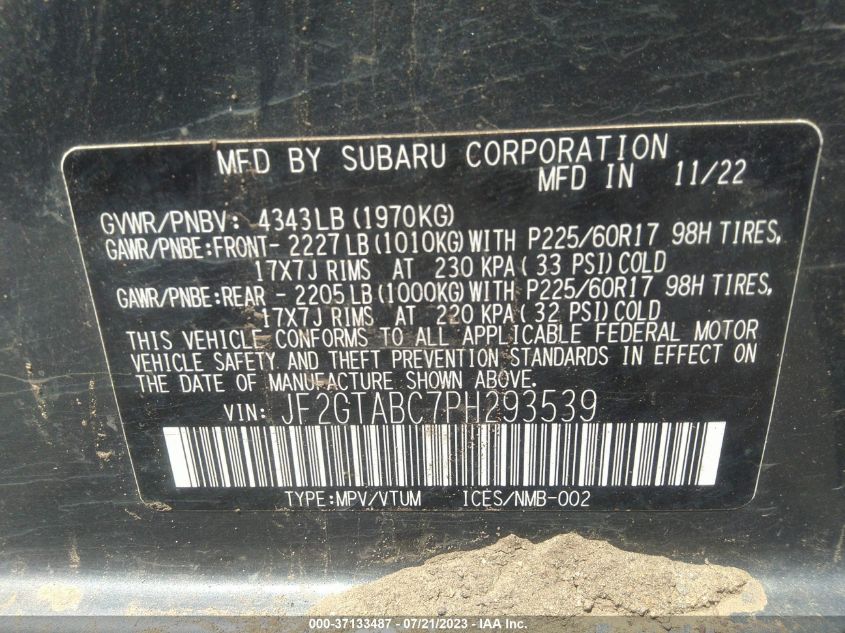 MFD BY SUBARU CORPORATION
MFD IN 11/22
GVWR/PNBV: 4343LB (1970KG)
GAWR/PNBE:FRONT- 2227LB(1010KG)WITH P225/60R17 98H TIRES,
17X7J RIMS AT 230 KPA( 33 PSI)COLD
GAWR/PNBE:REAR - 2205LB(1000KG)WITH P225/60R17 98H TIRES,
17X7J RIMS AT 220 KPA( 32 PSI)COLD
THIS VEHICLE CONFORMS TO ALL APPLICABLE FEDERAL MOTOR
VEHICLE SAFETY AND THEFT PREVENTION STANDARDS IN EFFECT ON
THE DATE OF MANUFACTURE SHOWN ABOVE.
VIN: JF2GTABC7PH293539
TYPE:MPV/VTUM ICES/NMB-002
000-37133487 - 07/21/2023 - IAA Inc.